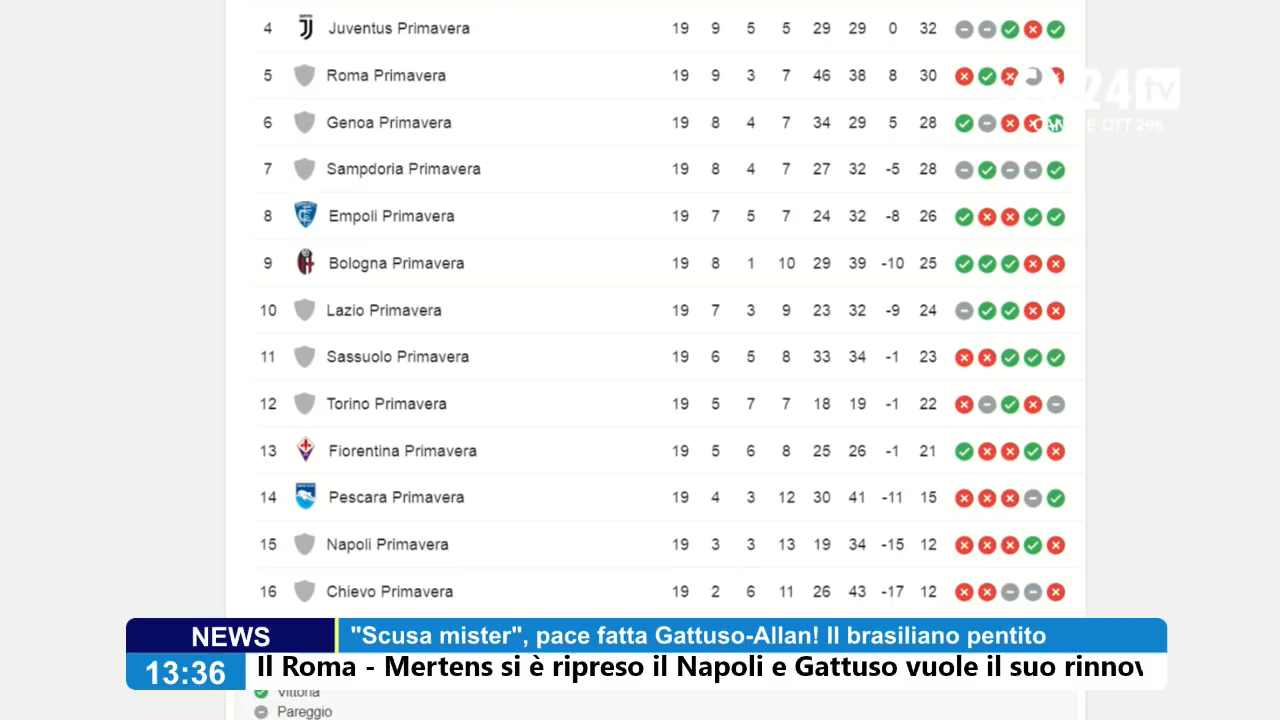 4 Juventus Primavera 19 9 5 5 29 29 0 32
5 Roma Primavera 19 9 3 7 46 38 8 30
24 tv
6 Genoa Primavera 19 8 4 7 34 29 5 28
DTT 296
7 Sampdoria Primavera 19 8 4 7 27 32 -5 28
8 Empoli Primavera 19 7 5 7 24 32 -8 26
9 Bologna Primavera 19 8 1 10 29 39 -10 25
10 Lazio Primavera 19 7 3 9 23 32 -9 24
11 Sassuolo Primavera 19 6 5 8 33 34 -1 23
12 Torino Primavera 19 5 7 7 18 19 -1 22
13 Fiorentina Primavera 19 5 6 8 25 26 -1 21
14 Pescara Primavera 19 4 3 12 30 41 -11 15
15 Napoli Primavera 19 3 3 13 19 34 -15 12
16 Chievo Primavera 19 2 6 11 26 43 -17 12
NEWS "Scusa mister", pace fatta Gattuso-Allan! Il brasiliano pentito
13:36 Il Roma - Mertens si è ripreso il Napoli e Gattuso vuole il suo rinnov
Vittoria
Pareggio